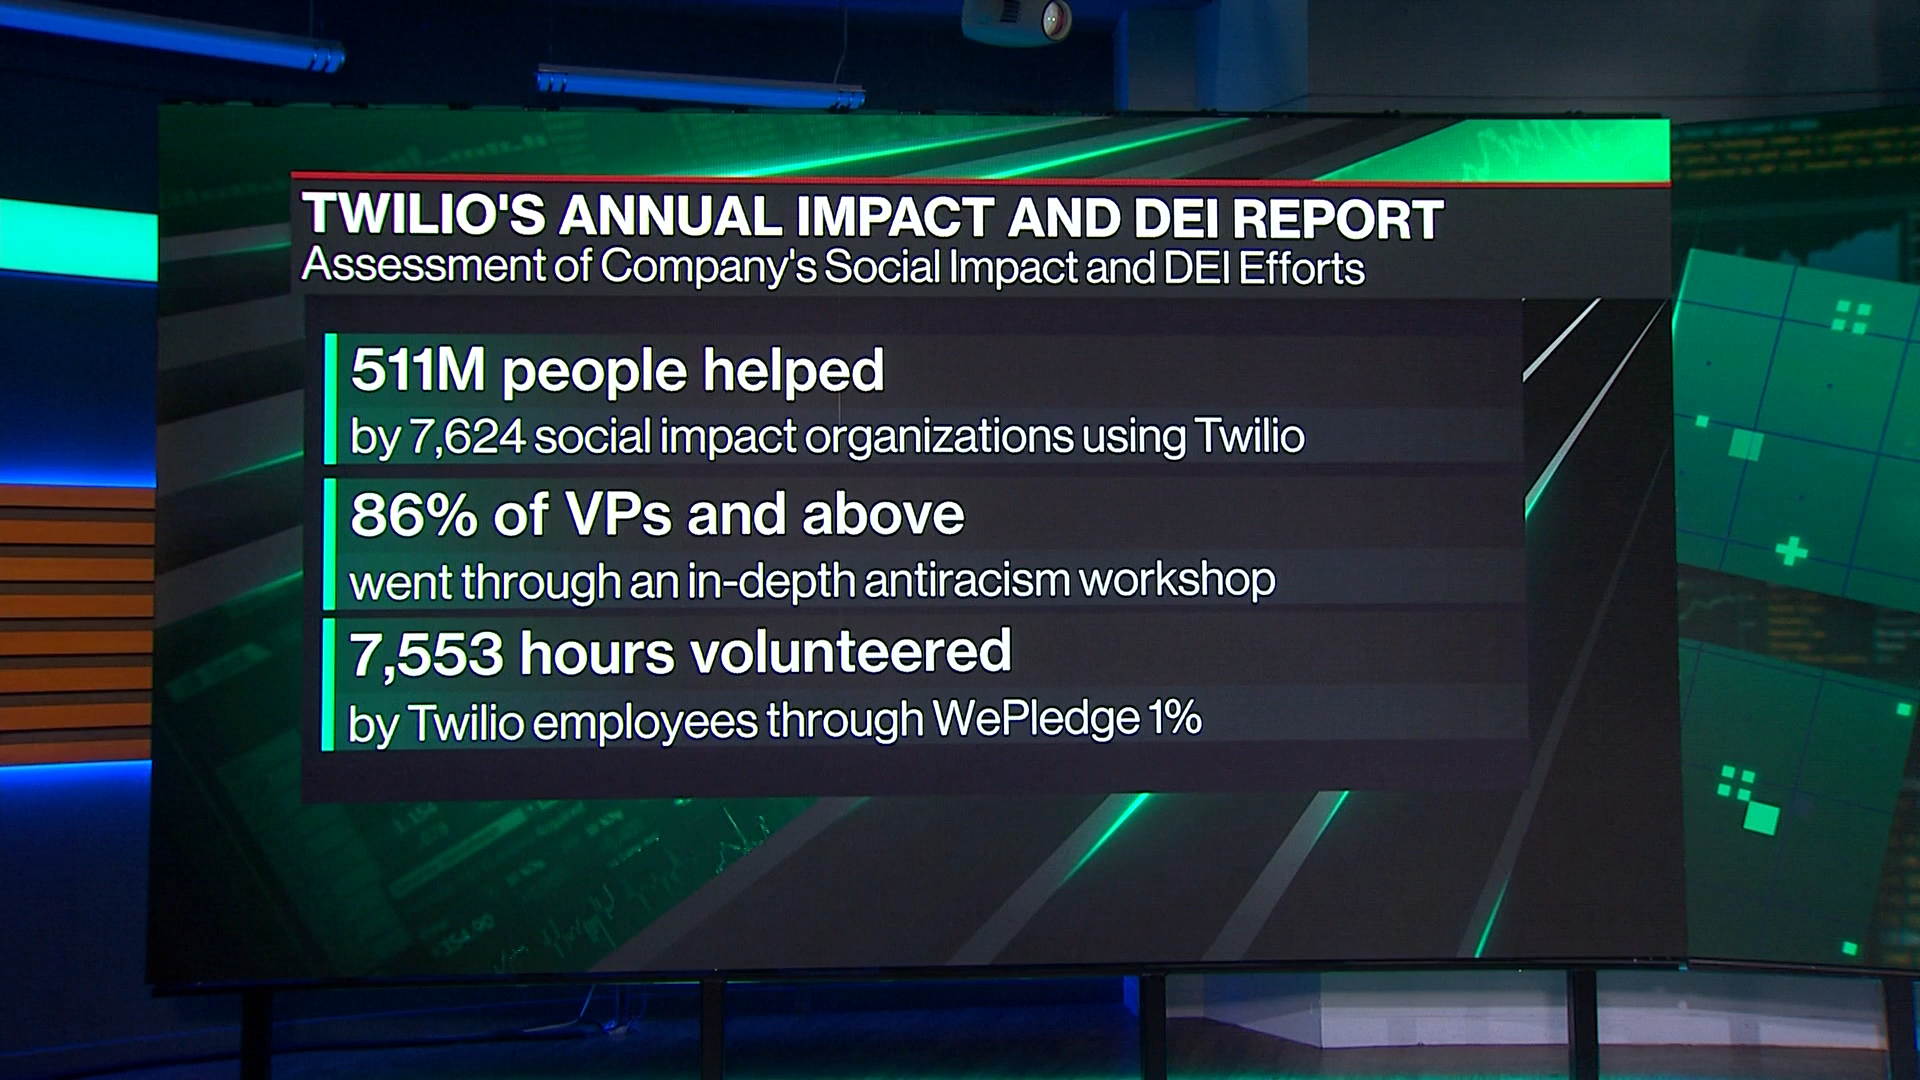 TWILIO'S ANNUAL IMPACT AND DEI REPORT
Assessment of Company's Social Impact and DEI Efforts
511M people helped
by 7,624 social impact organizations using Twilio
86% of VPs and above
went through an in-depth antiracism workshop
7,553 hours volunteered
by Twilio employees through WePledge 1%